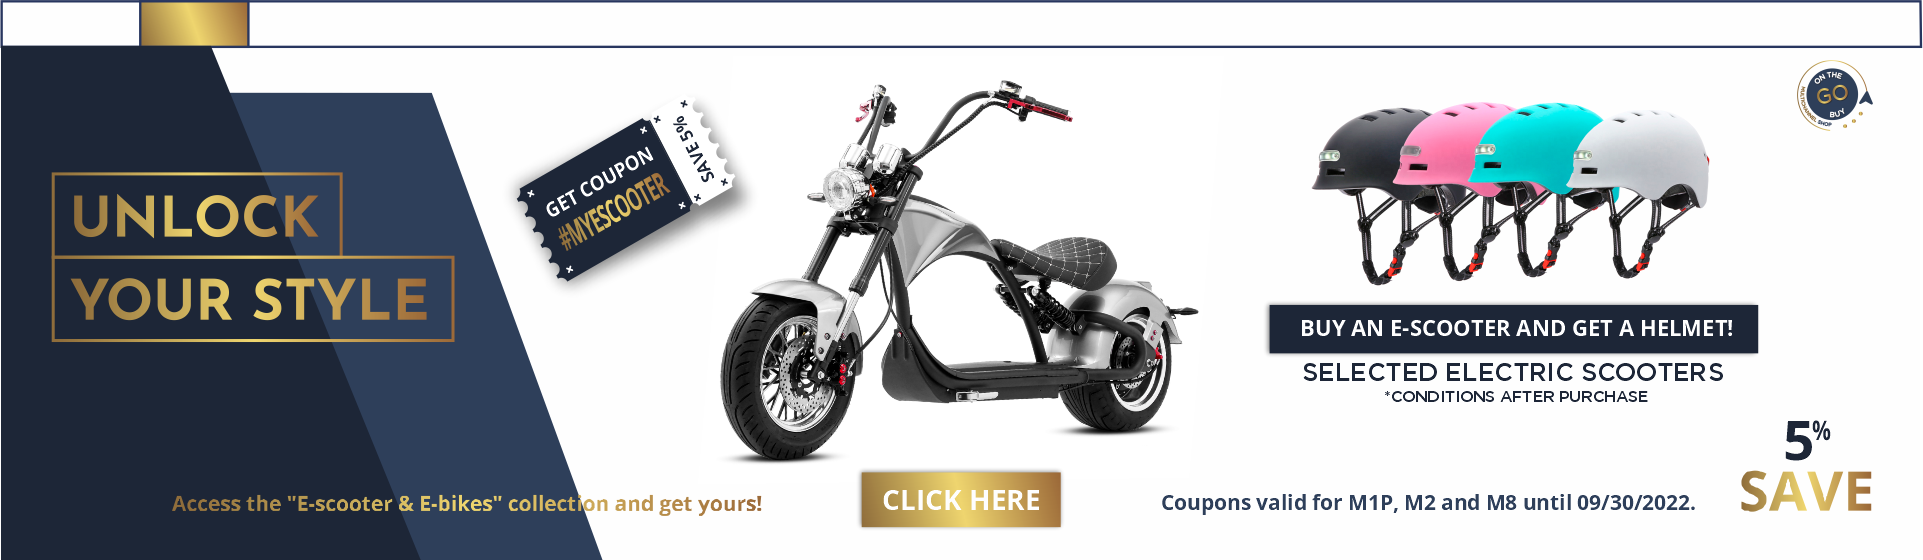 UNLOCK
YOUR STYLE
GET COUPON
#MYESCOOTER
SAVE 5%
ON THE
GO
BUY
MULTICHANNEL SHOP
BUY AN E-SCOOTER AND GET A HELMET!
SELECTED ELECTRIC SCOOTERS
*CONDITIONS AFTER PURCHASE
5%
SAVE
Access the "E-scooter & E-bikes" collection and get yours!
CLICK HERE
Coupons valid for M1P, M2 and M8 until 09/30/2022.